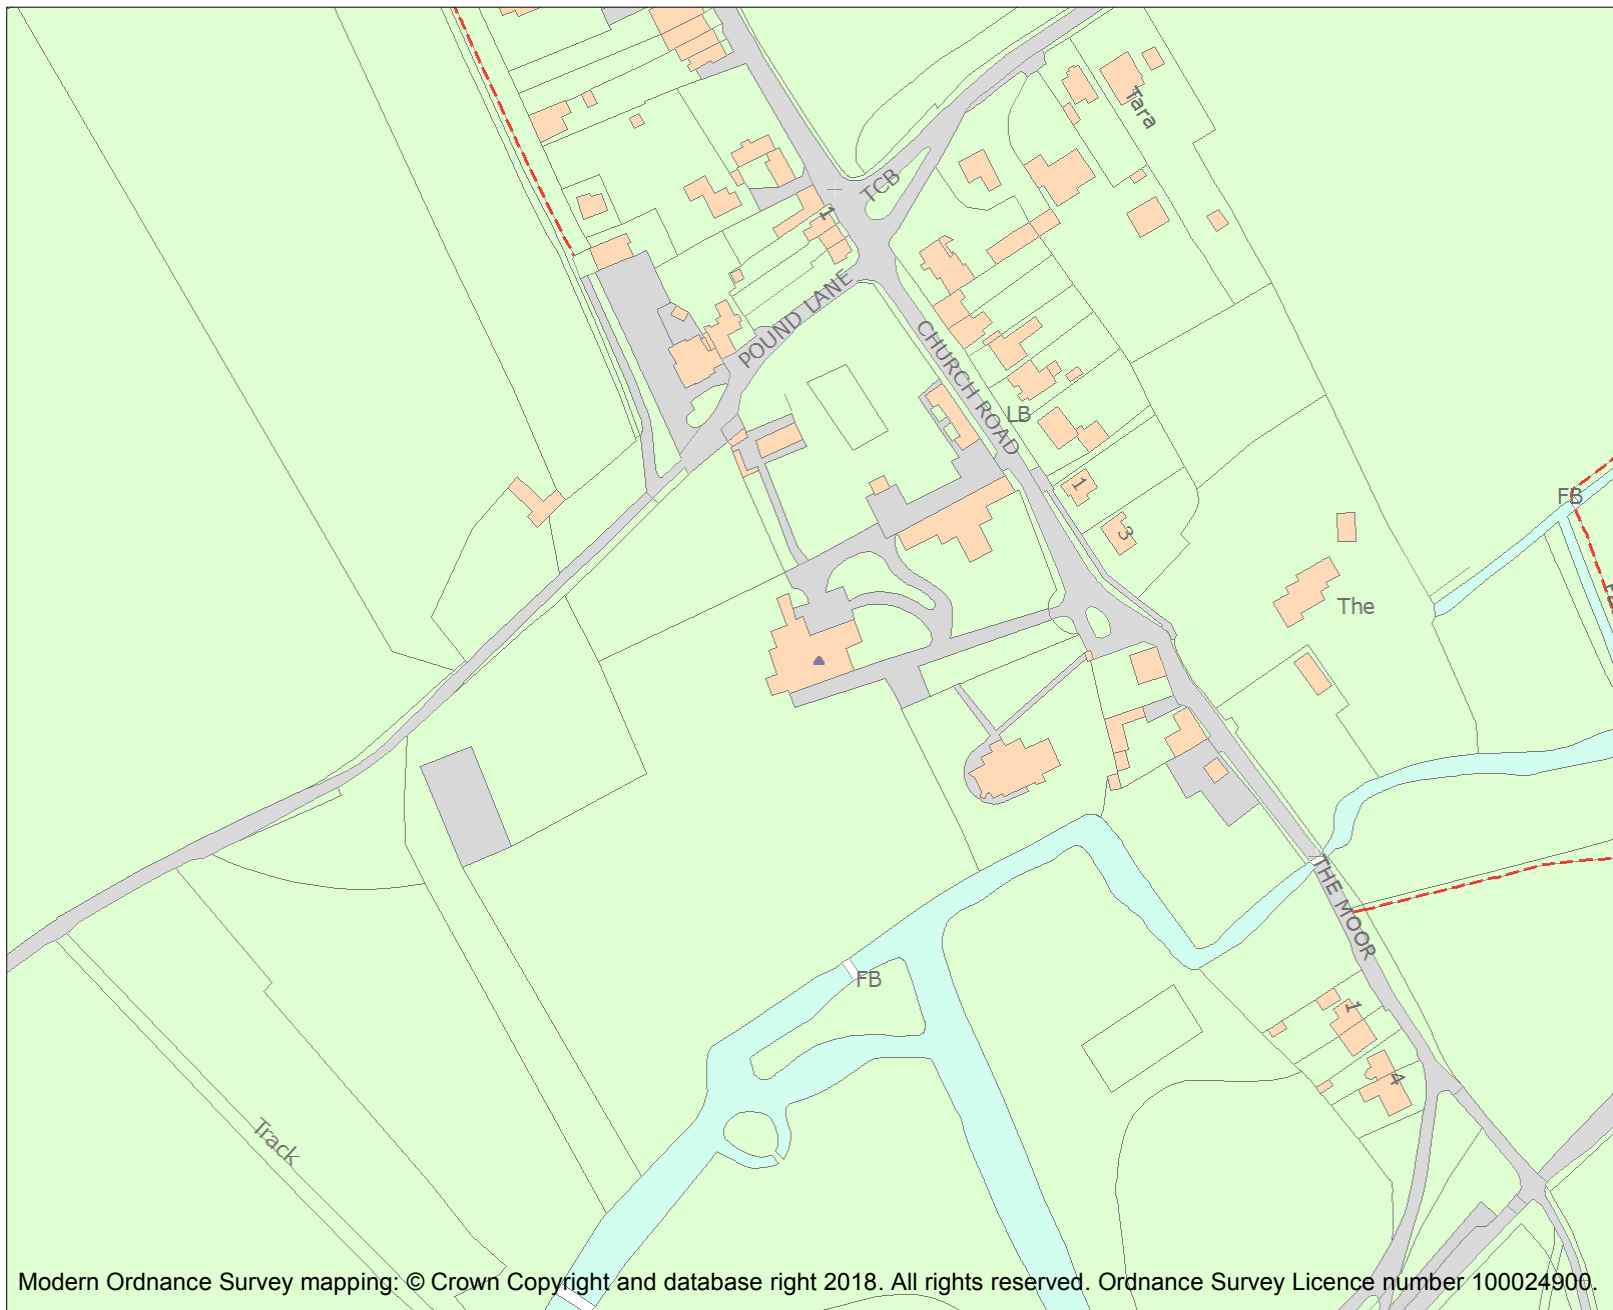 Tara
TCB
1
POUND LANE
CHURCH ROAD
LB
1
FB
3
The
THE MOOR
FB
1
4
Track
Modern Ordnance Survey mapping: © Crown Copyright and database right 2018. All rights reserved. Ordnance Survey Licence number 100024900.